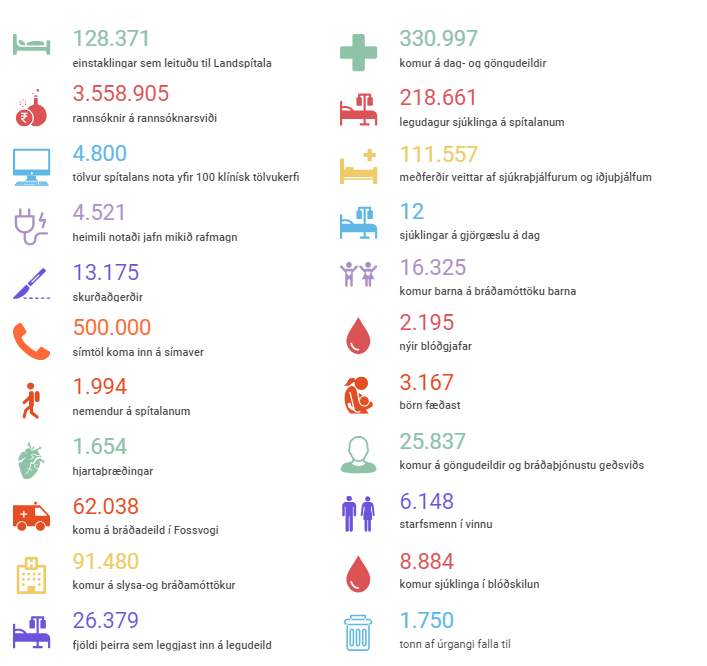 128.371
einstaklingar sem leituðu til Landspítala
3.558.905
rannsóknir á rannsóknarsviði
4.800
tölvur spítalans nota yfir 100 klínísk tölvukerfi
4.521
heimili notaði jafn mikið rafmagn
13.175
skurðaðgerðir
500.000
símtöl koma inn á símaver
1.994
nemendur á spítalanum
1.654
hjartaþræðingar
62.038
komu á bráðadeild í Fossvogi
91.480
komur á slysa-og bráðamóttökur
26.379
fjöldi þeirra sem leggjast inn á legudeild
330.997
komur á dag- og göngudeildir
218.661
legudagur sjúklinga á spítalanum
111.557
meðferðir veittar af sjúkraþjálfurum og iðjuþjálfum
12
sjúklingar á gjörgæslu á dag
16.325
komur barna á bráðamóttöku barna
2.195
nýir blóðgjafar
3.167
börn fæðast
25.837
komur á göngudeildir og bráðaþjónustu geðsviðs
6.148
starfsmenn í vinnu
8.884
komur sjúklinga í blóðskilun
1.750
tonn af úrgangi falla til